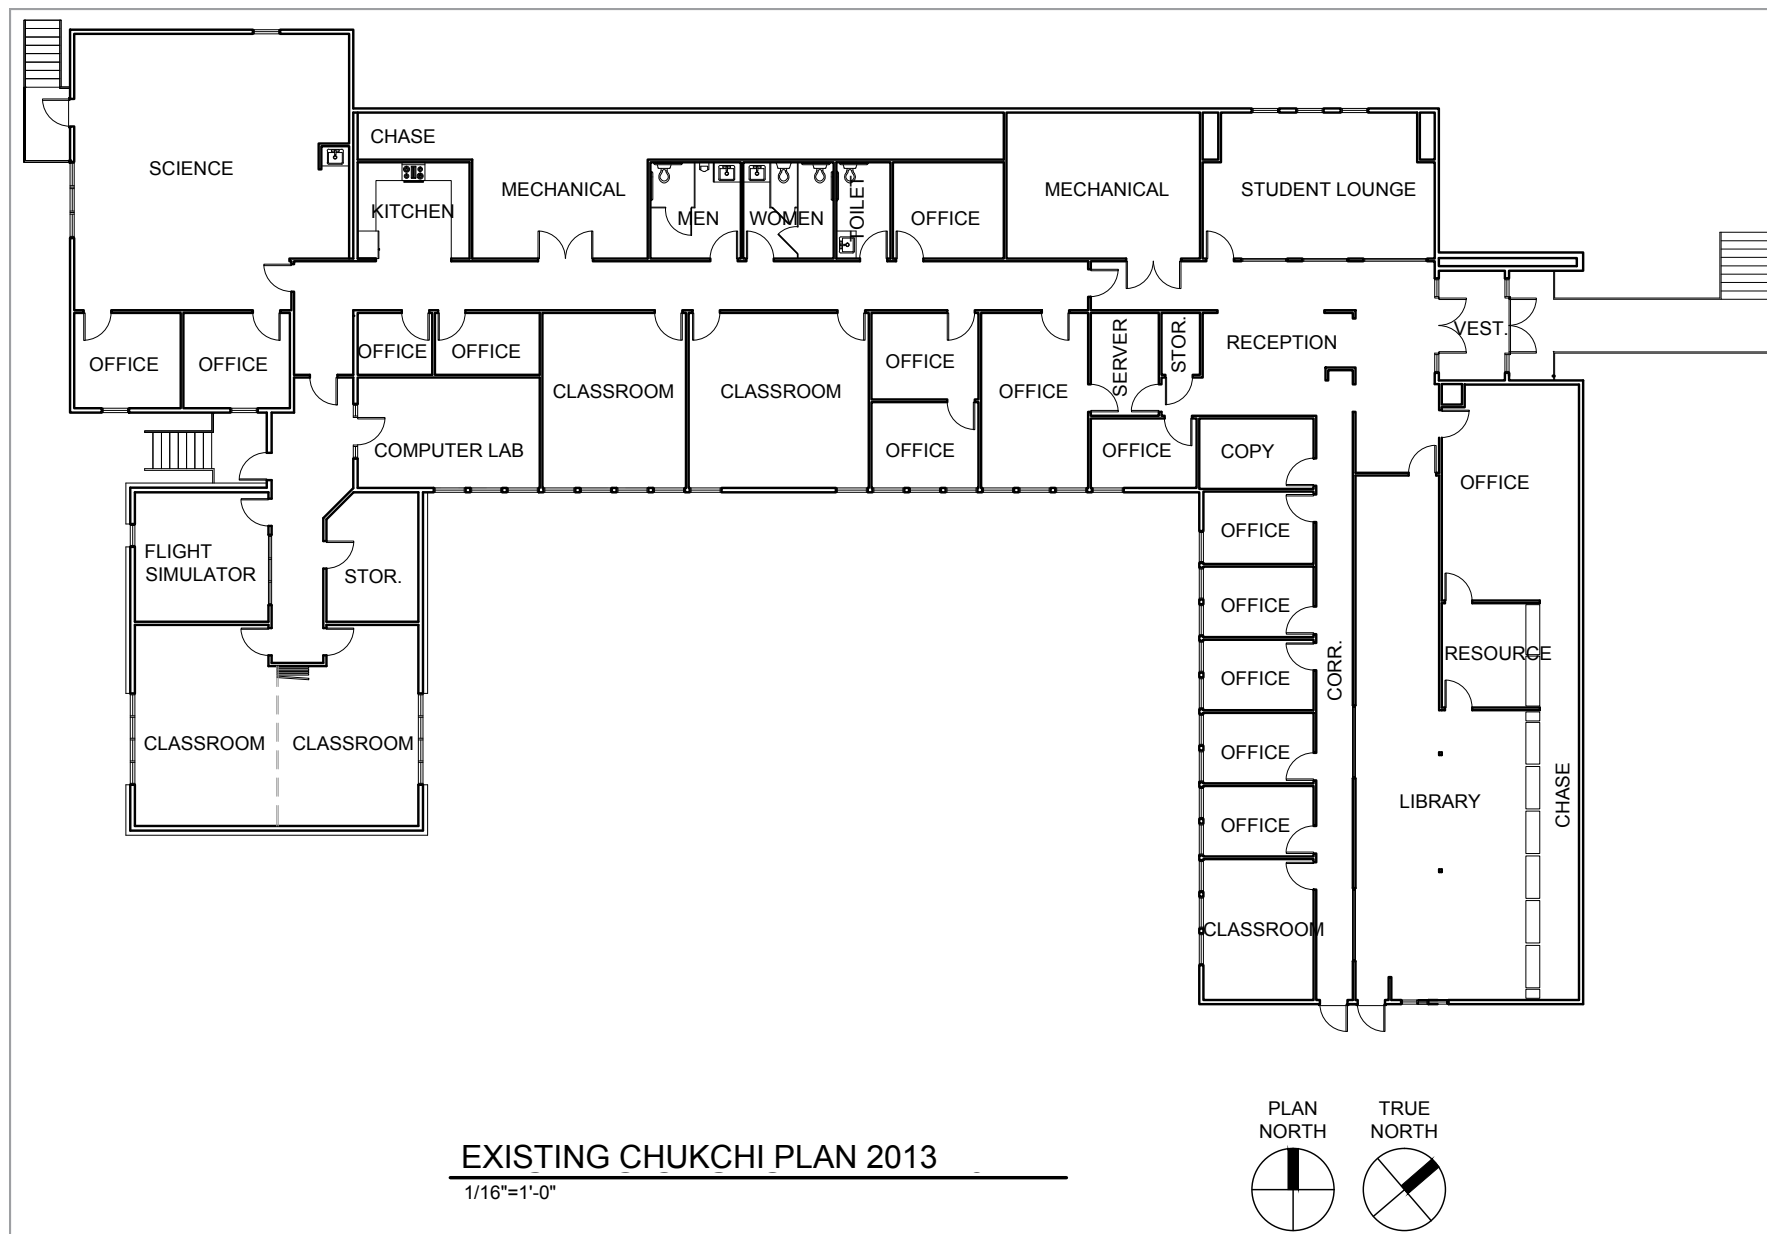 CHASE
SCIENCE
MECHANICAL
MECHANICAL
STUDENT LOUNGE
KITCHEN
MEN
WOMEN
TOILET
OFFICE
VEST.
RECEPTION
SERVER
STOR.
OFFICE
OFFICE
OFFICE
OFFICE
CLASSROOM
CLASSROOM
OFFICE
OFFICE
COMPUTER LAB
OFFICE
OFFICE
COPY
OFFICE
OFFICE
FLIGHT
SIMULATOR
STOR.
OFFICE
RESOURCE
CORR.
OFFICE
CLASSROOM
CLASSROOM
OFFICE
LIBRARY
CHASE
OFFICE
CLASSROOM
PLAN
NORTH
TRUE
NORTH
EXISTING CHUKCHI PLAN 2013
1/16"=1'-0"